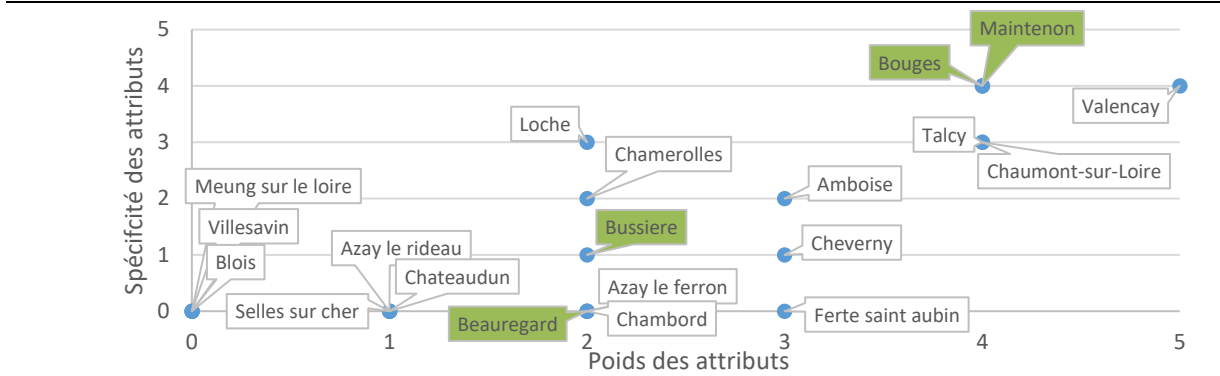 Spécifcité des attributs
5
4
3
2
1
0
Maintenon
Bouges
Valencay
Loche
Talcy
Chamerolles
Chaumont-sur-Loire
Meung sur le loire
Amboise
Villesavin
Bussiere
Azay le rideau
Cheverny
Blois
Chateaudun
Azay le ferron
Selles sur cher
Beauregard
Chambord
Ferte saint aubin
0 1 2 3 4 5
Poids des attributs